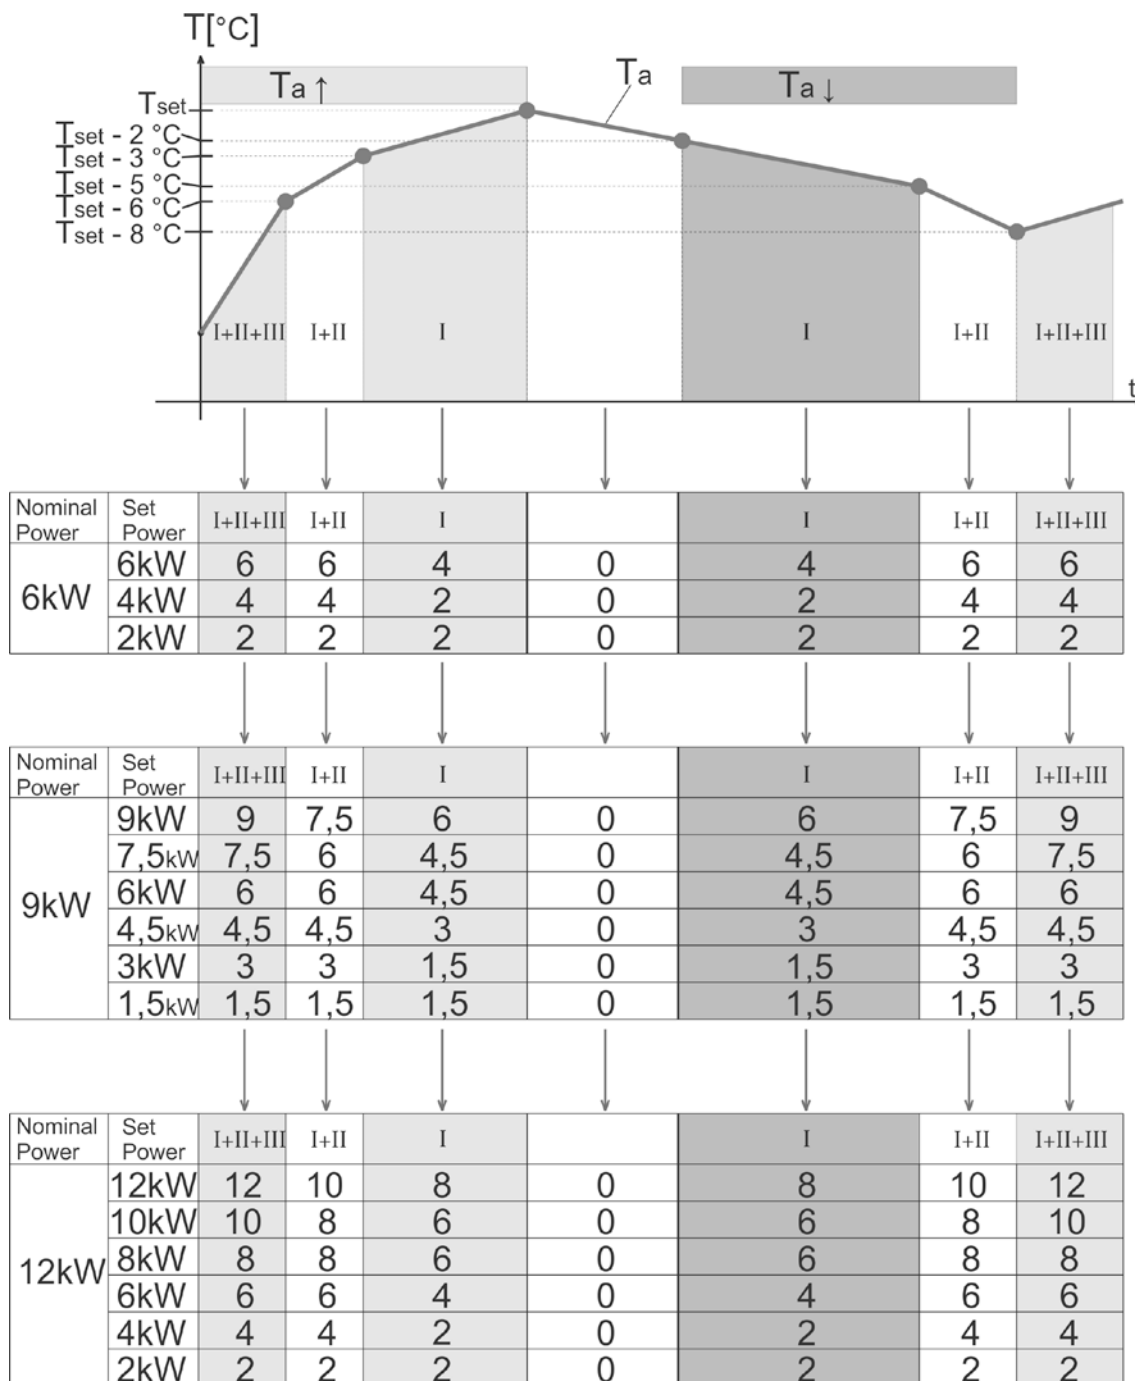 T[°C]
Ta ↑
Ta
Ta ↓
Tset
Tset - 2 °C
Tset - 3 °C
Tset - 5 °C
Tset - 6 °C
Tset - 8 °C
I+II+III I+II I I I+II I+II+III
t
Nominal Power Set Power I+II+III I+II I I I+II I+II+III
6kW
6kW 6 6 4 0 4 6 6
4kW 4 4 2 0 2 4 4
2kW 2 2 2 0 2 2 2
Nominal Power Set Power I+II+III I+II I I I+II I+II+III
9kW
9kW 9 7,5 6 0 6 7,5 9
7,5kW 7,5 6 4,5 0 4,5 6 7,5
6kW 6 6 4,5 0 4,5 6 6
4,5kW 4,5 4,5 3 0 3 4,5 4,5
3kW 3 3 1,5 0 1,5 3 3
1,5kW 1,5 1,5 1,5 0 1,5 1,5 1,5
Nominal Power Set Power I+II+III I+II I I I+II I+II+III
12kW
12kW 12 10 8 0 8 10 12
10kW 10 8 6 0 6 8 10
8kW 8 8 6 0 6 8 8
6kW 6 6 4 0 4 6 6
4kW 4 4 2 0 2 4 4
2kW 2 2 2 0 2 2 2